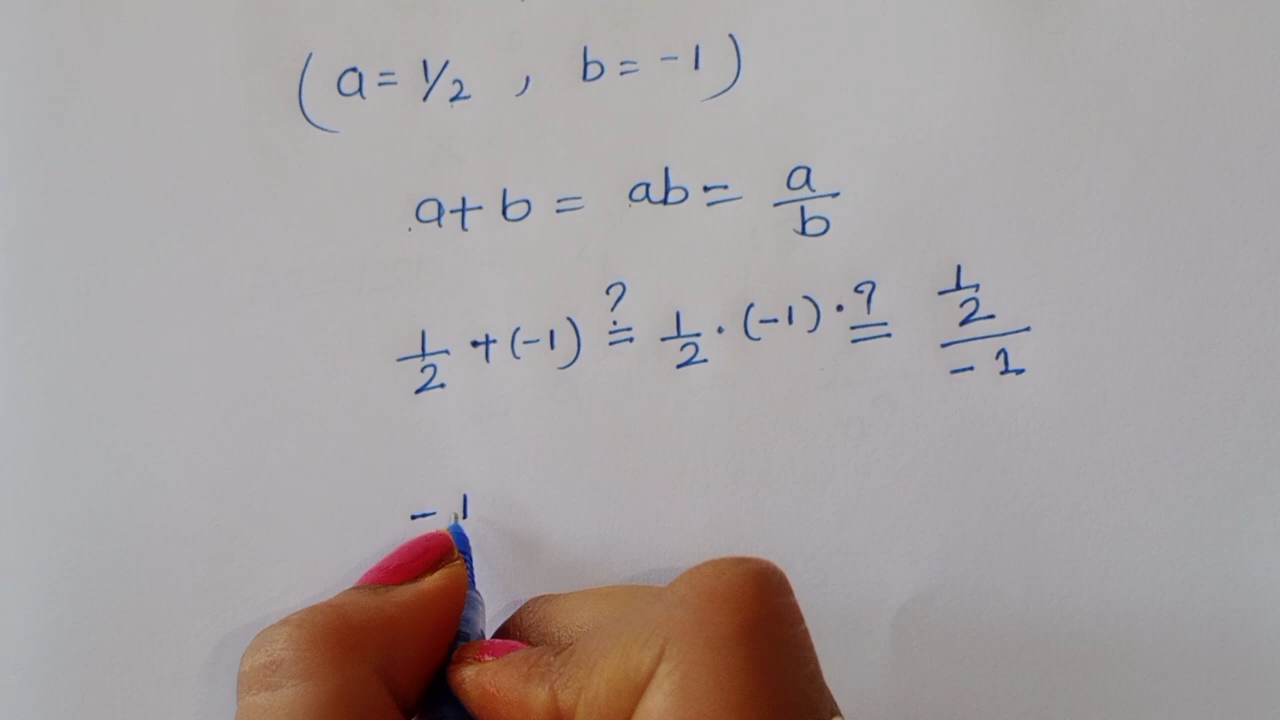 (a = 1/2 , b = -1)
a + b = ab = a/b
1/2 + (-1) ≟ 1/2 · (-1) · ≟ (1/2)/-1
-1